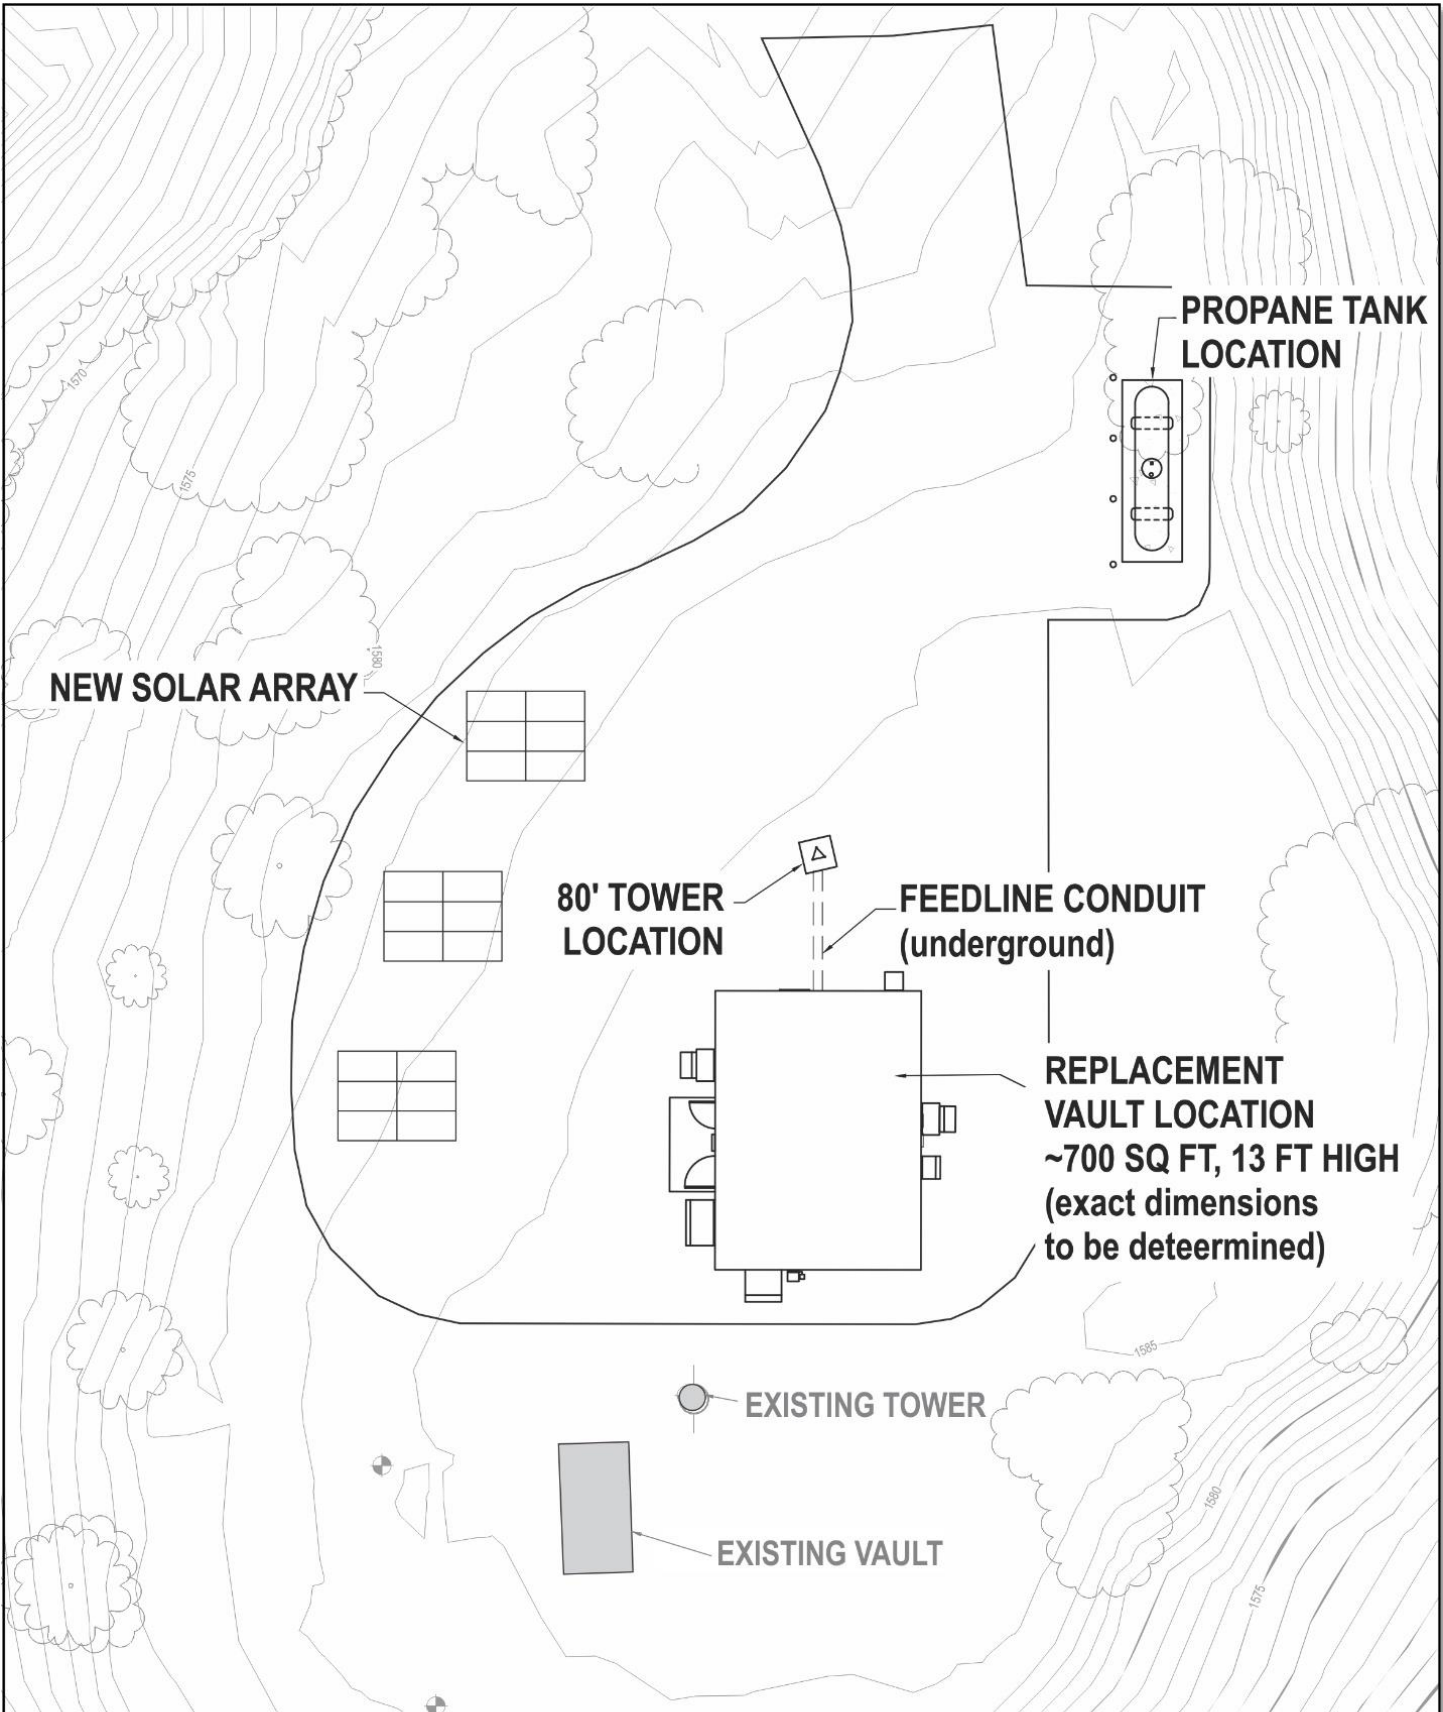 PROPANE TANK
LOCATION
1570
1575
1580
NEW SOLAR ARRAY
80' TOWER
LOCATION
FEEDLINE CONDUIT
(underground)
REPLACEMENT
VAULT LOCATION
~700 SQ FT, 13 FT HIGH
(exact dimensions
to be deteermined)
1585
EXISTING TOWER
1580
EXISTING VAULT
1575